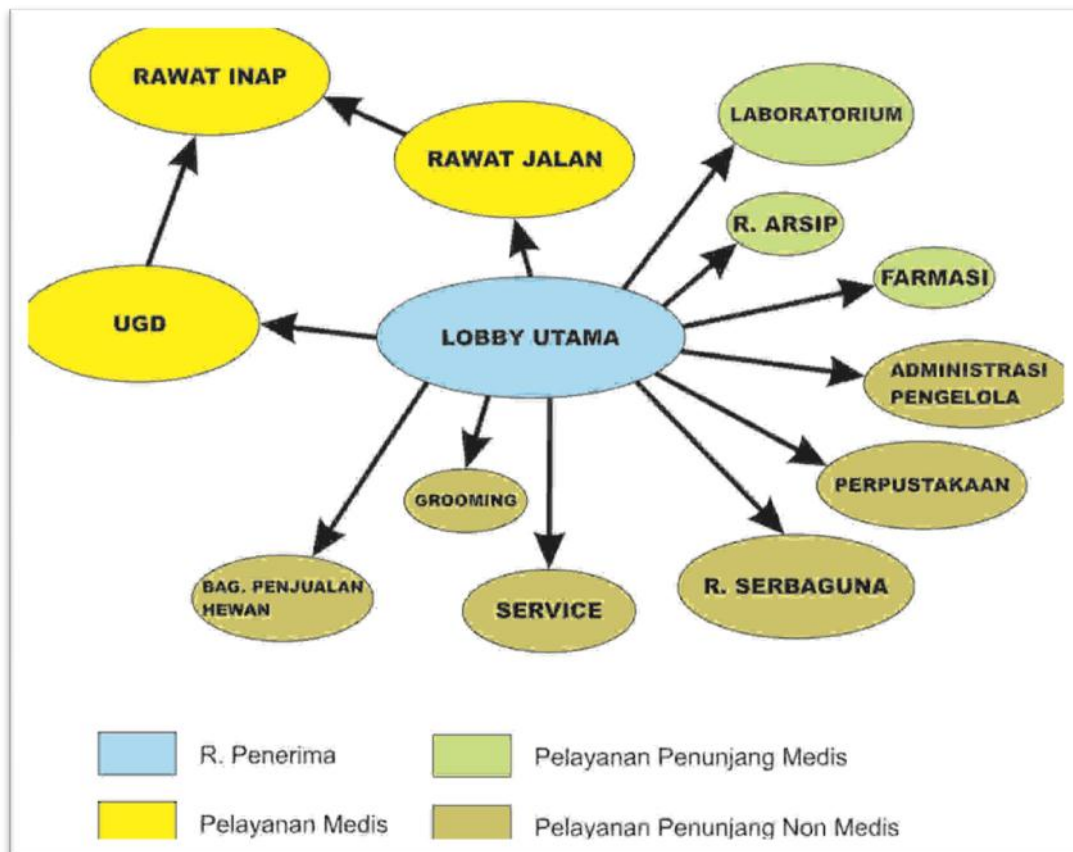 RAWAT INAP
LABORATORIUM
RAWAT JALAN
R. ARSIP
FARMASI
UGD
LOBBY UTAMA
ADMINISTRASI
PENGELOLA
PERPUSTAKAAN
GROOMING
BAG. PENJUALAN
HEWAN
SERVICE
R. SERBAGUNA
R. Penerima
Pelayanan Penunjang Medis
Pelayanan Medis
Pelayanan Penunjang Non Medis